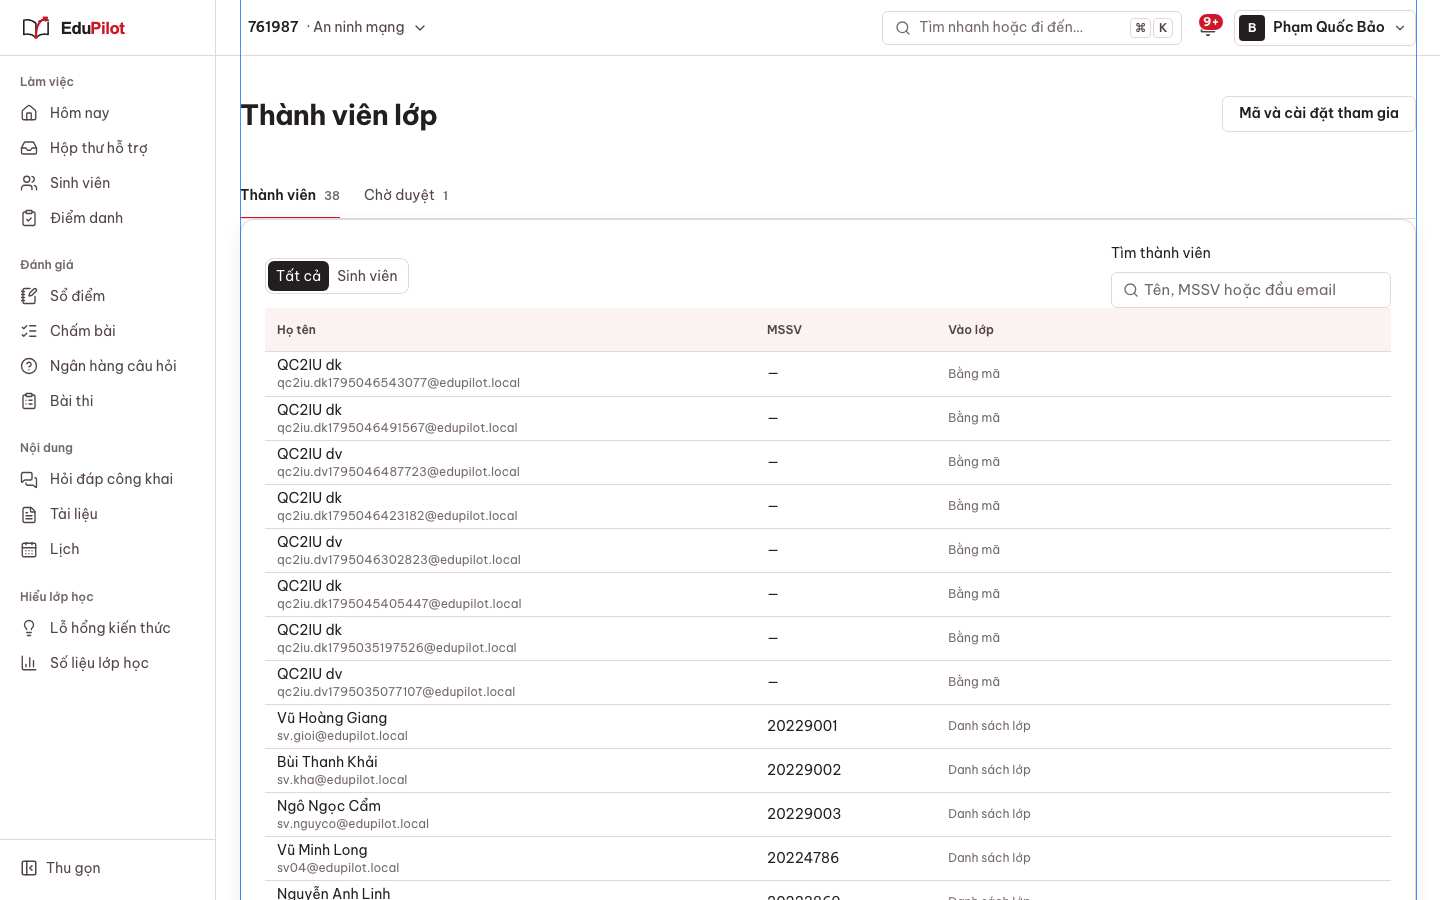 EduPilot
761987 · An ninh mạng
Tìm nhanh hoặc đi đến...
⌘ K
9+
B Phạm Quốc Bảo
Làm việc
Hôm nay
Hộp thư hỗ trợ
Sinh viên
Điểm danh
Đánh giá
Sổ điểm
Chấm bài
Ngân hàng câu hỏi
Bài thi
Nội dung
Hỏi đáp công khai
Tài liệu
Lịch
Hiểu lớp học
Lỗ hổng kiến thức
Số liệu lớp học
Thu gọn
Thành viên lớp
Mã và cài đặt tham gia
Thành viên 38
Chờ duyệt 1
Tất cả
Sinh viên
Tìm thành viên
Tên, MSSV hoặc đầu email
Họ tên MSSV Vào lớp
QC2IU dk
qc2iu.dk1795046543077@edupilot.local
— Bằng mã
QC2IU dk
qc2iu.dk1795046491567@edupilot.local
— Bằng mã
QC2IU dv
qc2iu.dv1795046487723@edupilot.local
— Bằng mã
QC2IU dk
qc2iu.dk1795046423182@edupilot.local
— Bằng mã
QC2IU dv
qc2iu.dv1795046302823@edupilot.local
— Bằng mã
QC2IU dk
qc2iu.dk1795045405447@edupilot.local
— Bằng mã
QC2IU dk
qc2iu.dk1795035197526@edupilot.local
— Bằng mã
QC2IU dv
qc2iu.dv1795035077107@edupilot.local
— Bằng mã
Vũ Hoàng Giang
sv.gioi@edupilot.local
20229001 Danh sách lớp
Bùi Thanh Khải
sv.kha@edupilot.local
20229002 Danh sách lớp
Ngô Ngọc Cẩm
sv.nguyco@edupilot.local
20229003 Danh sách lớp
Vũ Minh Long
sv04@edupilot.local
20224786 Danh sách lớp
Nguyễn Anh Linh